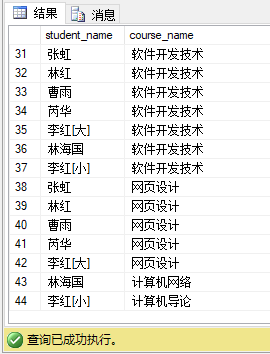 结果 消息
student_name course_name
31 张虹 软件开发技术
32 林红 软件开发技术
33 曹雨 软件开发技术
34 芮华 软件开发技术
35 李红[大] 软件开发技术
36 林海国 软件开发技术
37 李红[小] 软件开发技术
38 张虹 网页设计
39 林红 网页设计
40 曹雨 网页设计
41 芮华 网页设计
42 李红[大] 网页设计
43 林海国 计算机网络
44 李红[小] 计算机导论
查询已成功执行。